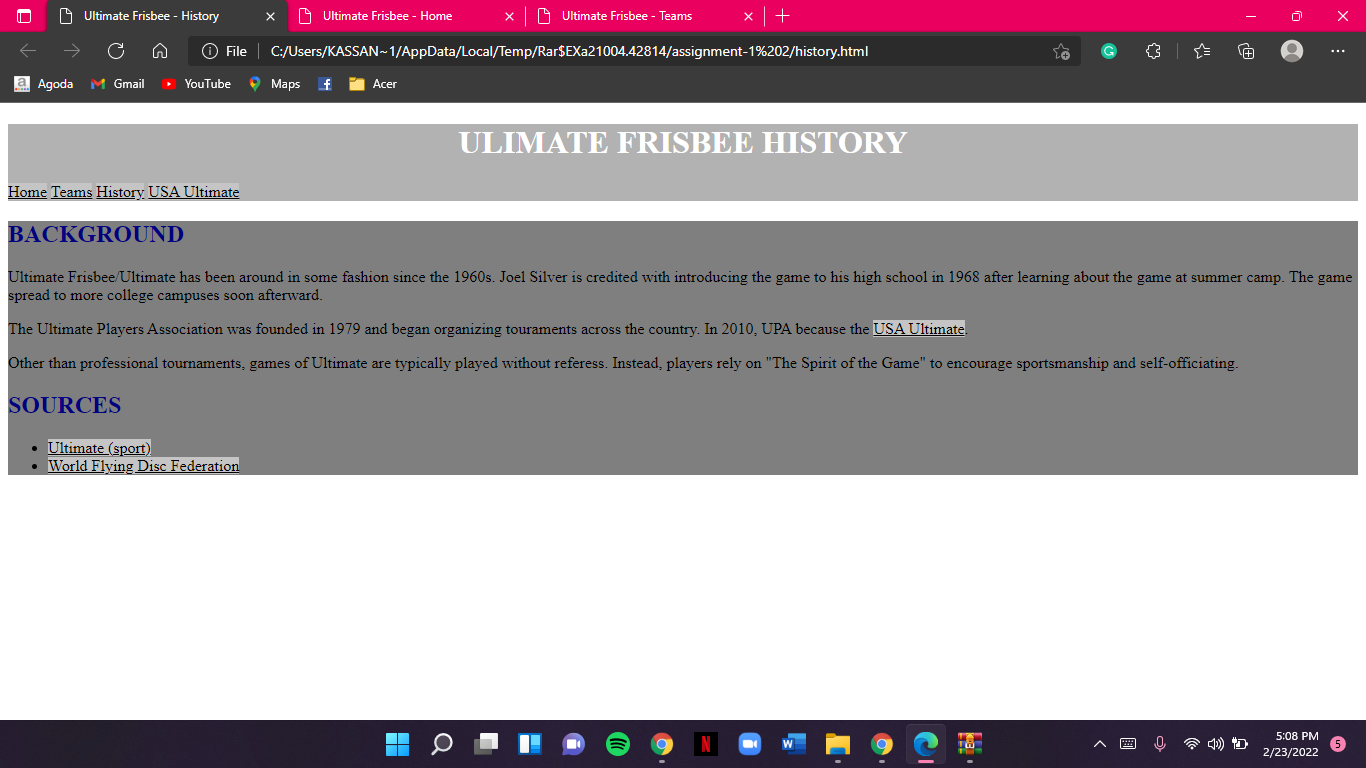 Ultimate Frisbee - History
Ultimate Frisbee - Home
Ultimate Frisbee - Teams
File
C:/Users/KASSAN~1/AppData/Local/Temp/Rar$EXa21004.42814/assignment-1%202/history.html
Agoda
Gmail
YouTube
Maps
Acer
ULIMATE FRISBEE HISTORY
Home Teams History USA Ultimate
BACKGROUND
Ultimate Frisbee/Ultimate has been around in some fashion since the 1960s. Joel Silver is credited with introducing the game to his high school in 1968 after learning about the game at summer camp. The game
spread to more college campuses soon afterward.
The Ultimate Players Association was founded in 1979 and began organizing touraments across the country. In 2010, UPA because the USA Ultimate.
Other than professional tournaments, games of Ultimate are typically played without referess. Instead, players rely on "The Spirit of the Game" to encourage sportsmanship and self-officiating.
SOURCES
Ultimate (sport)
World Flying Disc Federation
5:08 PM
2/23/2022
5